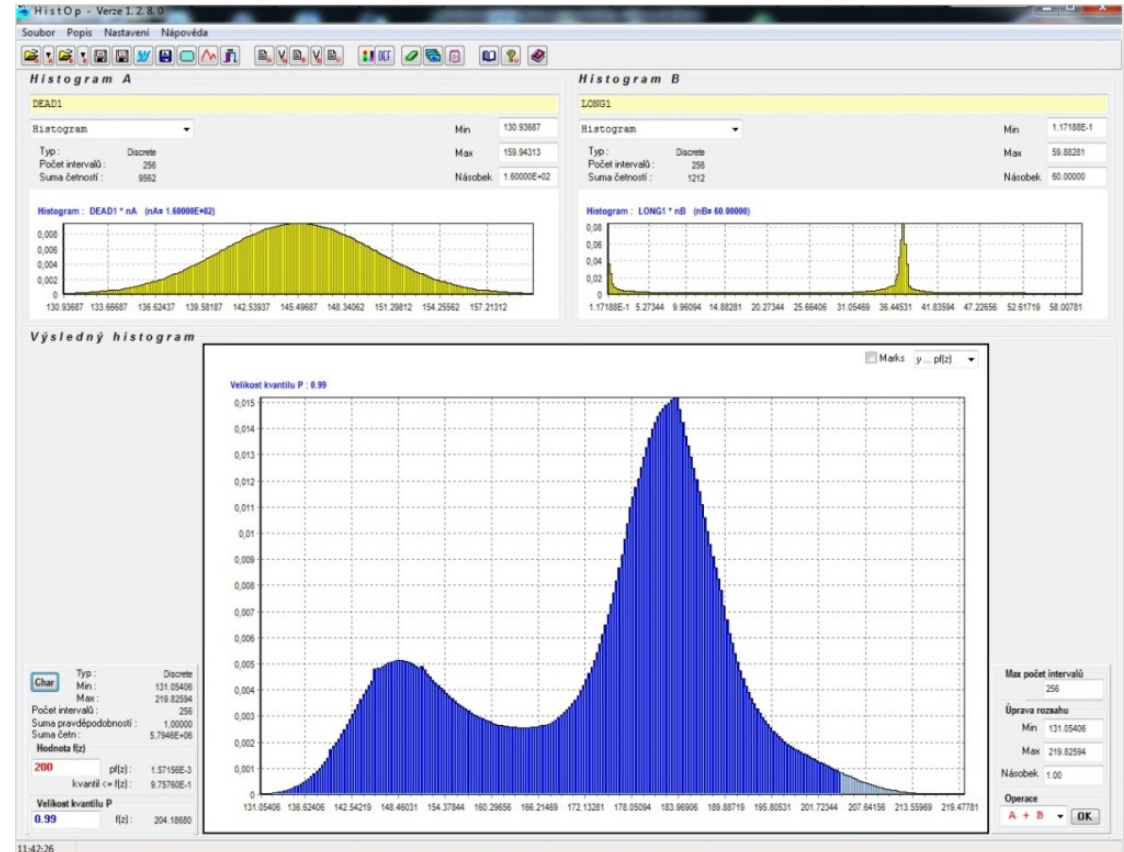 HistOp - Verze 1.2.8.0
Soubor Popis Nastavení Nápověda
Histogram A
DEAD1
Histogram
Min 130.93687
Typ : Discrete
Max 159.94313
Počet intervalů : 256
Suma četností : 9562
Násobek 1.60000E+02
Histogram : DEAD1 * nA (nA= 1.60000E+02)
0,008
0,006
0,004
0,002
0
130.93687 133.66687 136.62437 139.58187 142.53937 145.49687 148.34062 151.29812 154.25562 157.21312
Histogram B
LONG1
Histogram
Min 1.17188E-1
Typ : Discrete
Max 59.88281
Počet intervalů : 256
Suma četností : 1212
Násobek 60.00000
Histogram : LONG1 * nB (nB= 60.00000)
0,08
0,06
0,04
0,02
0
1.17188E-1 5.27344 9.96094 14.88281 20.27344 25.66406 31.05469 36.44531 41.83594 47.22656 52.61719 58.00781
Výsledný histogram
Marks y ... pf(z)
Velikost kvantilu P : 0.99
0,015
0,014
0,013
0,012
0,011
0,01
0,009
0,008
0,007
0,006
0,005
0,004
0,003
0,002
0,001
0
131.05406 136.62406 142.54219 148.46031 154.37844 160.29656 166.21469 172.13281 178.05094 183.96906 189.88719 195.80531 201.72344 207.64156 213.55969 219.47781
Char
Typ : Discrete
Min : 131.05406
Max : 219.82594
Počet intervalů : 256
Suma pravděpodobností : 1.00000
Suma četn : 5.7946E+06
Hodnota f(z)
200 pf(z) : 1.57156E-3
kvantil <= f(z) : 9.75760E-1
Velikost kvantilu P
0.99 f(z) : 204.18680
Max počet intervalů
256
Úprava rozsahu
Min 131.05406
Max 219.82594
Násobek 1.00
Operace
A + B OK
11:42:26